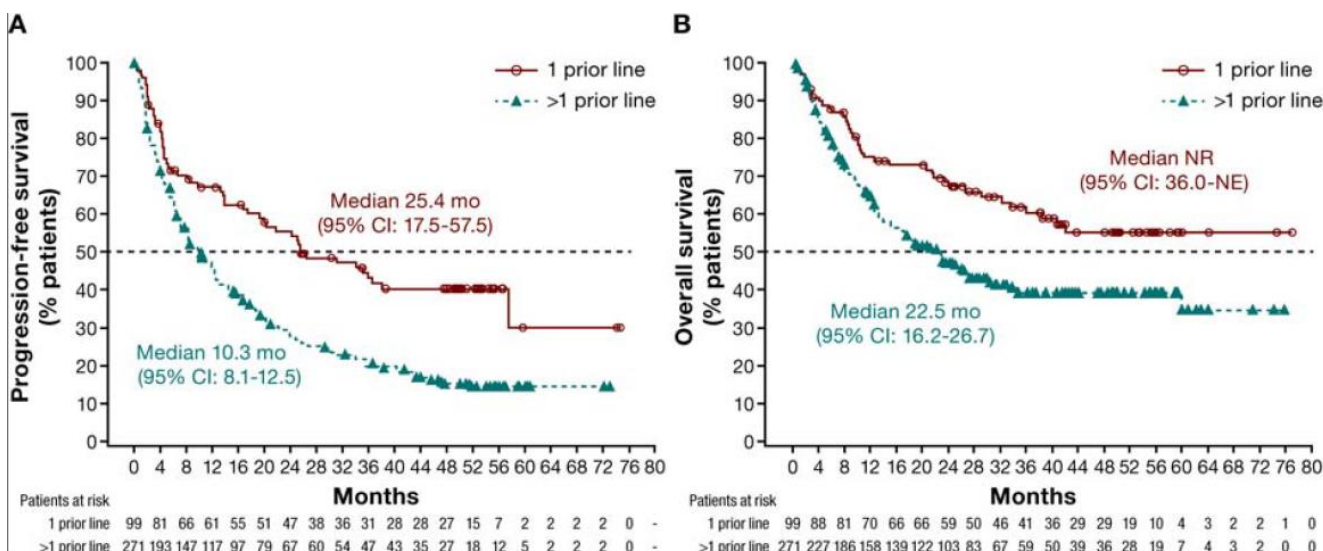 A
Progression-free survival
(% patients)
100
90
80
70
60
50
40
30
20
10
0
1 prior line
>1 prior line
Median 25.4 mo
(95% CI: 17.5-57.5)
Median 10.3 mo
(95% CI: 8.1-12.5)
0 4 8 12 16 20 24 28 32 36 40 44 48 52 56 60 64 68 72 76 80
Months
Patients at risk
1 prior line 99 81 66 61 55 51 47 38 36 31 28 28 27 15 7 2 2 2 2 0 -
>1 prior line 271 193 147 117 97 79 67 60 54 47 43 35 27 18 12 5 2 2 2 0 -
B
Overall survival
(% patients)
100
90
80
70
60
50
40
30
20
10
0
1 prior line
>1 prior line
Median NR
(95% CI: 36.0-NE)
Median 22.5 mo
(95% CI: 16.2-26.7)
0 4 8 12 16 20 24 28 32 36 40 44 48 52 56 60 64 68 72 76 80
Months
Patients at risk
1 prior line 99 88 81 70 66 66 59 50 46 41 36 29 29 19 10 4 3 2 2 1 0
>1 prior line 271 227 186 158 139 122 103 83 67 59 50 39 36 28 19 7 4 3 2 0 0